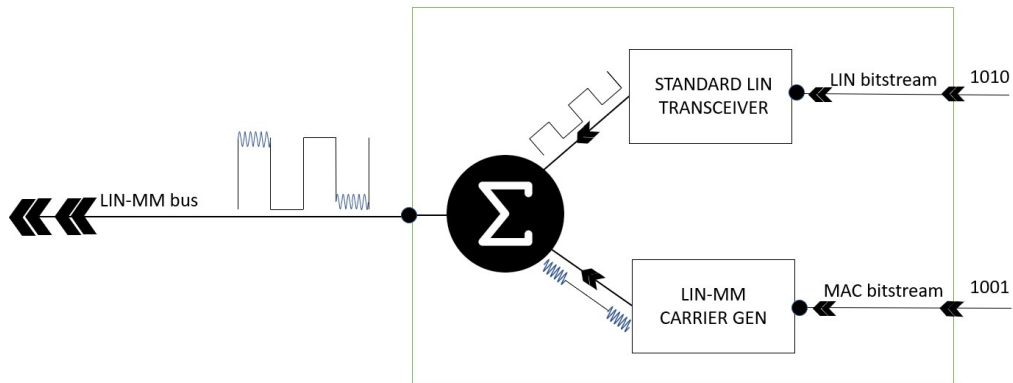 STANDARD LIN
TRANSCEIVER
LIN bitstream
1010
LIN-MM bus
Σ
LIN-MM
CARRIER GEN
MAC bitstream
1001